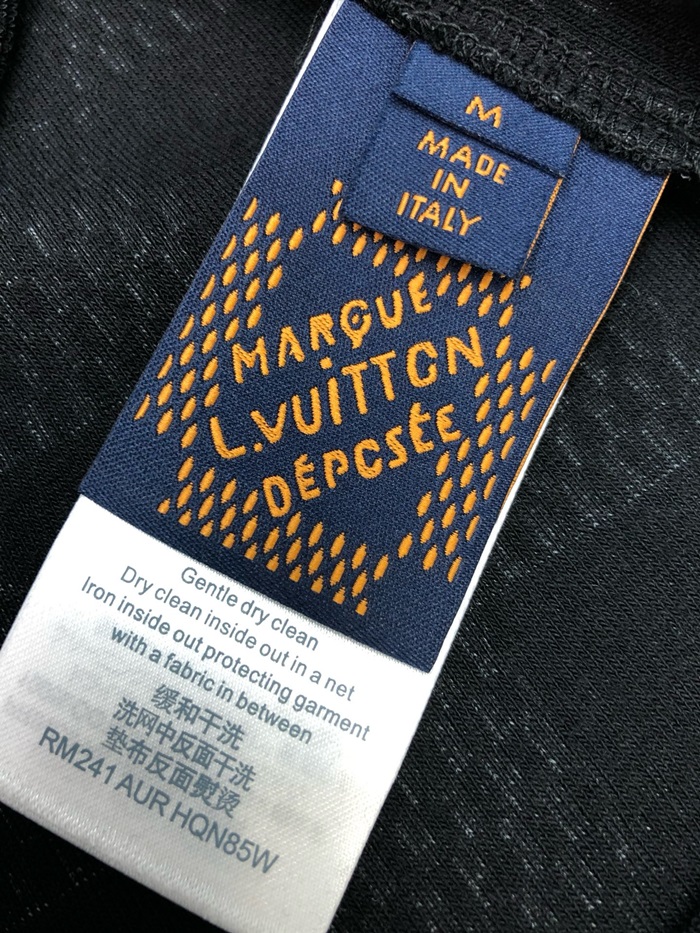 M
MADE
IN
ITALY
MARQUE
L.VUITTON
DÉPOSÉE
Gentle dry clean
Dry clean inside out in a net
Iron inside out protecting garment
with a fabric in between
缓和干洗
洗网中反面干洗
垫布反面熨烫
RM241 AUR HQN85W